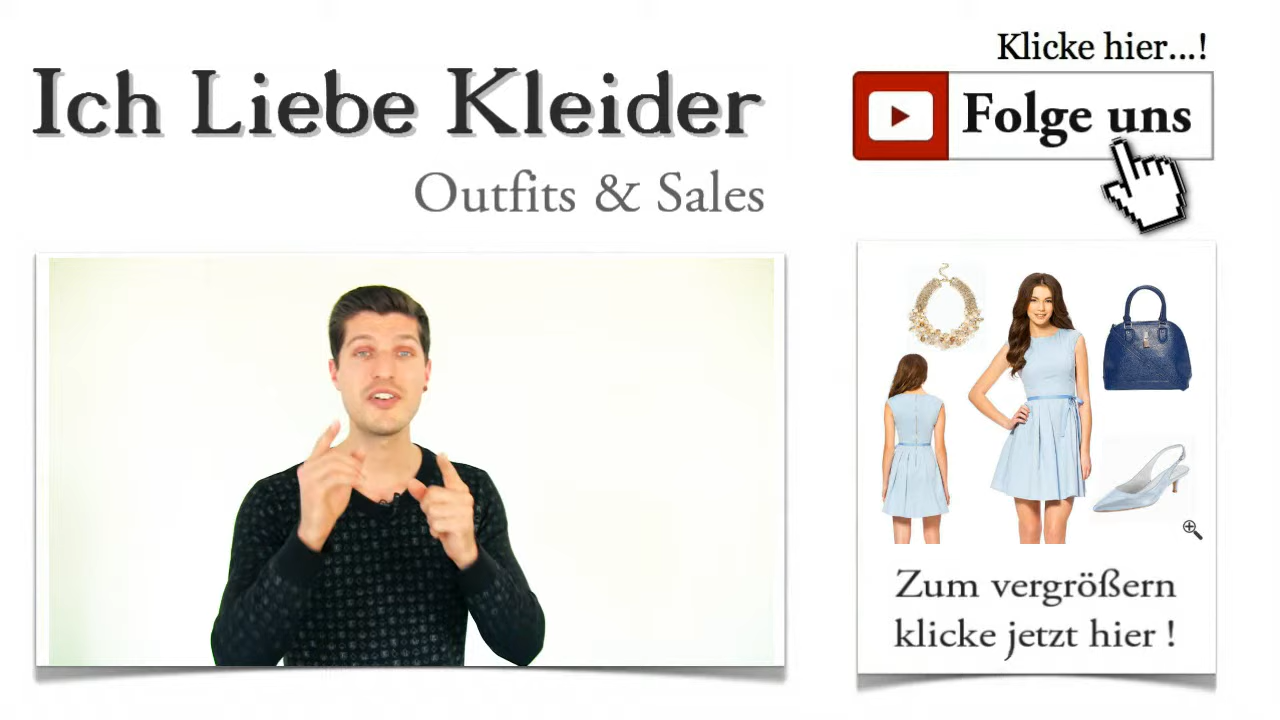 Ich Liebe Kleider
Outfits & Sales
Klicke hier...!
Folge uns
Zum vergrößern
klicke jetzt hier !